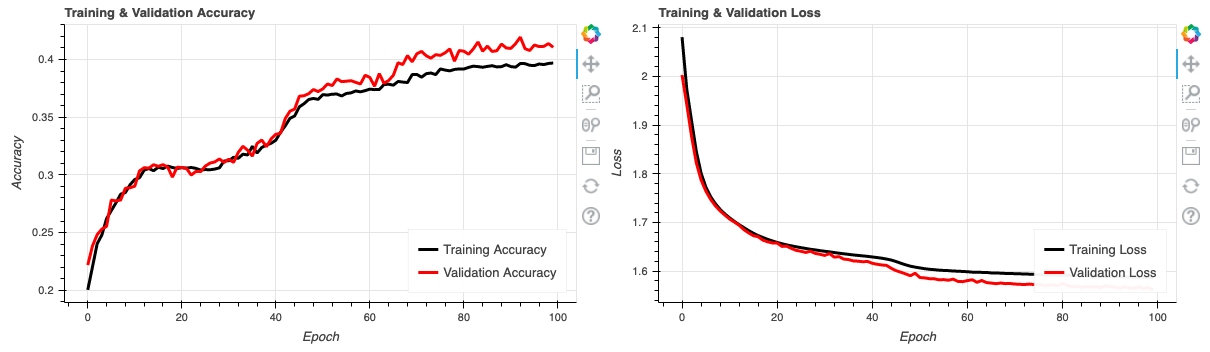 Training & Validation Accuracy
0.4
0.35
0.3
0.25
0.2
Accuracy
Training Accuracy
Validation Accuracy
0
20
40
60
80
100
Epoch
Training & Validation Loss
2.1
2
1.9
1.8
1.7
1.6
Loss
Training Loss
Validation Loss
0
20
40
60
80
100
Epoch